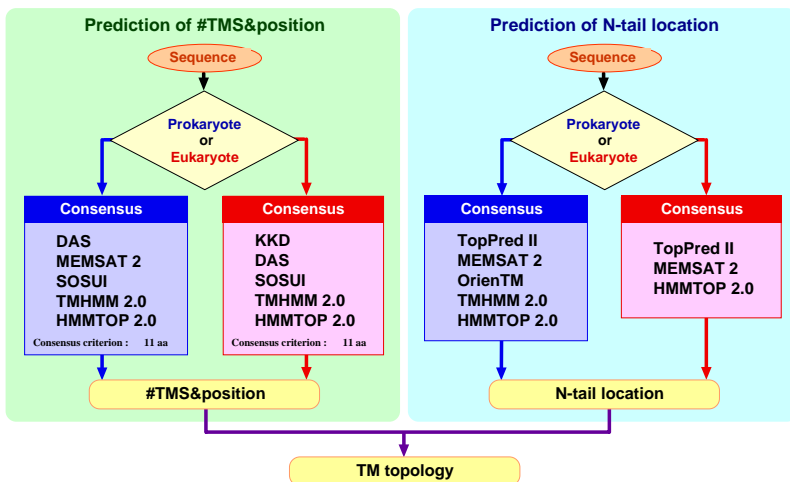 Prediction of #TMS&position
Sequence
Prokaryote
or
Eukaryote
Consensus
DAS
MEMSAT 2
SOSUI
TMHMM 2.0
HMMTOP 2.0
Consensus criterion : 11 aa
Consensus
KKD
DAS
SOSUI
TMHMM 2.0
HMMTOP 2.0
Consensus criterion : 11 aa
#TMS&position
Prediction of N-tail location
Sequence
Prokaryote
or
Eukaryote
Consensus
TopPred II
MEMSAT 2
OrienTM
TMHMM 2.0
HMMTOP 2.0
Consensus
TopPred II
MEMSAT 2
HMMTOP 2.0
N-tail location
TM topology